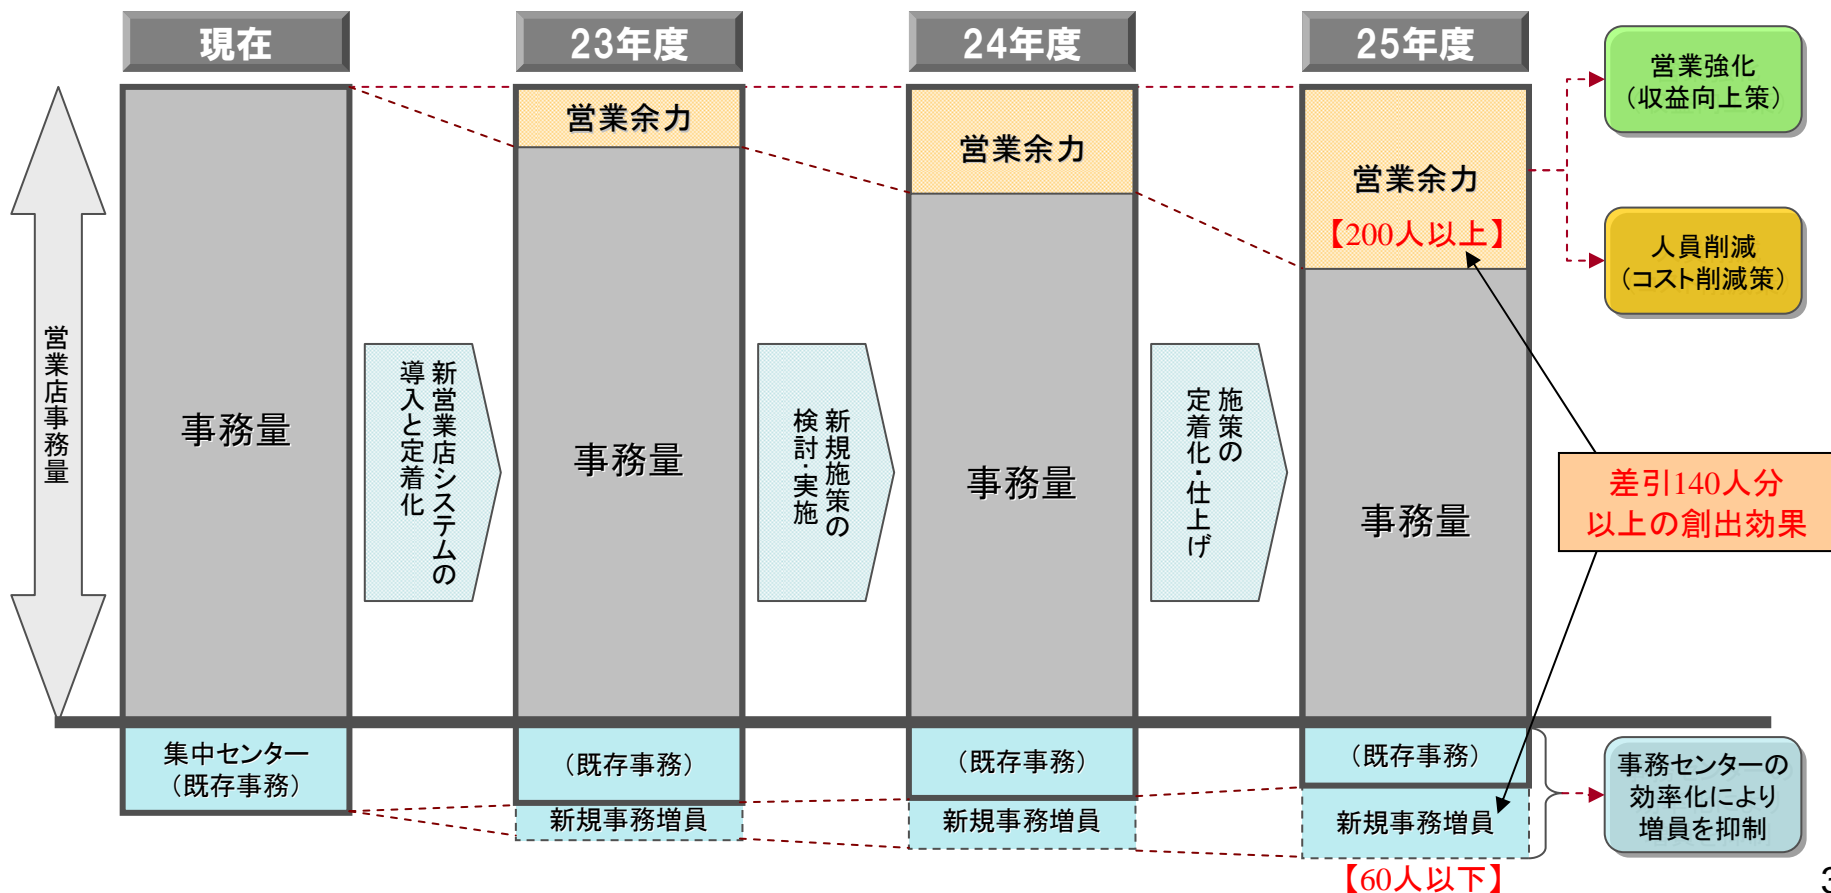 現在
23年度
24年度
25年度
営業店事務量
事務量
集中センター
（既存事務）
新営業店システムの
導入と定着化
営業余力
事務量
（既存事務）
新規事務増員
新規施策の
検討・実施
営業余力
事務量
（既存事務）
新規事務増員
施策の
定着化・仕上げ
営業余力
【200人以上】
事務量
（既存事務）
新規事務増員
【60人以下】
営業強化
（収益向上策）
人員削減
（コスト削減策）
差引140人分
以上の創出効果
事務センターの
効率化により
増員を抑制